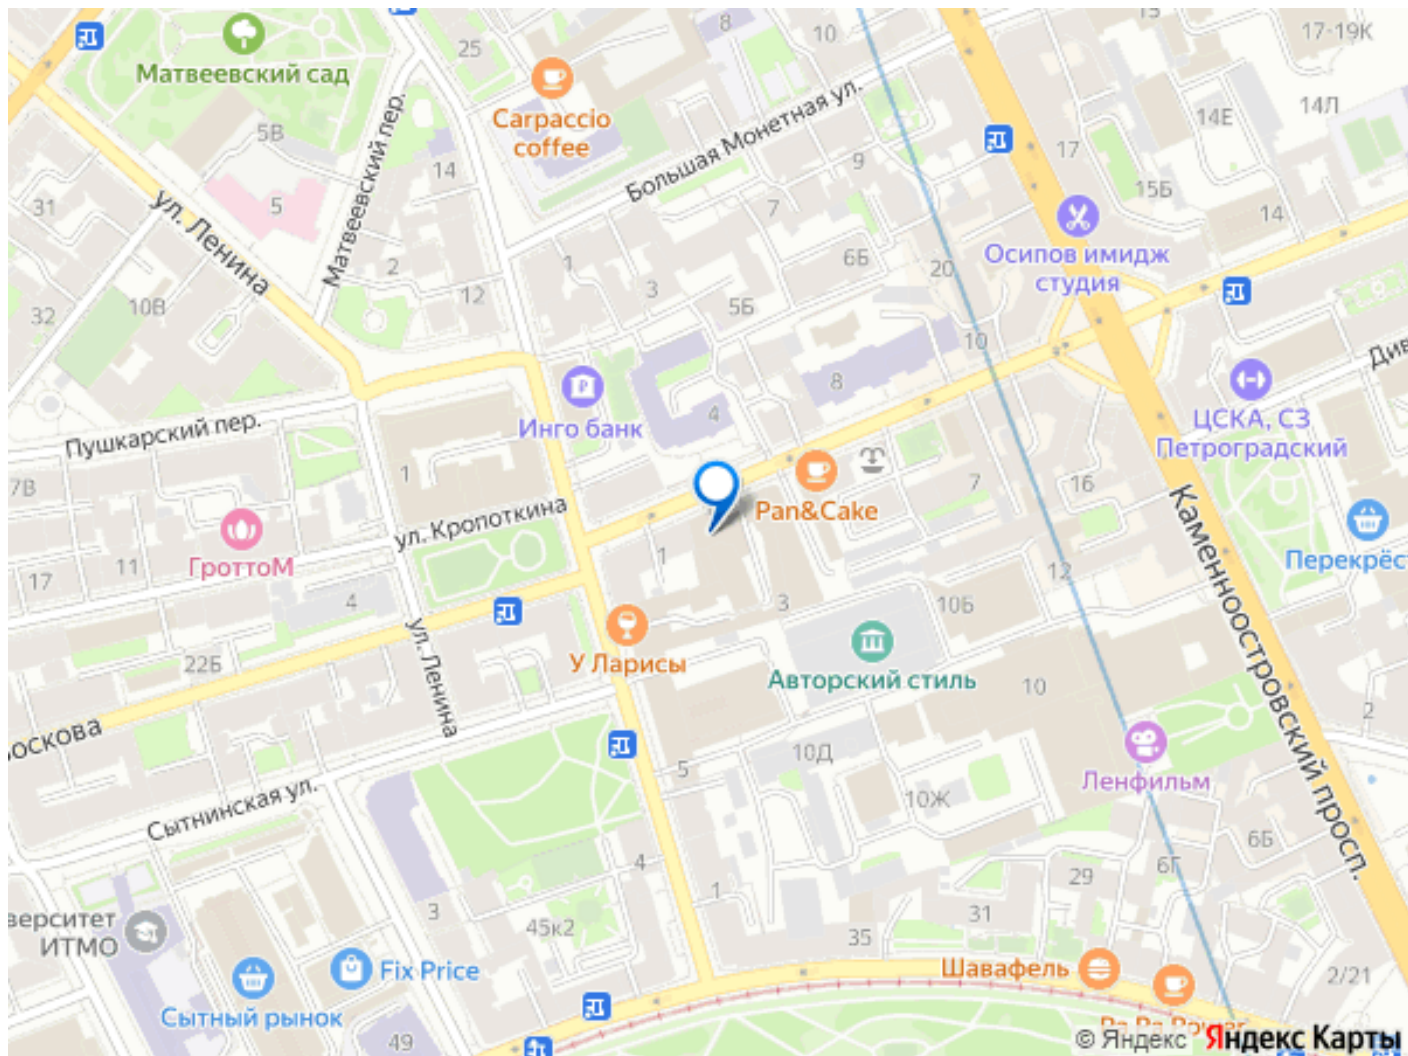 8
10
15
17-19К
25
Матвеевский сад
Carpaccio
coffee
Большая Монетная ул.
14Е
14Л
5В
Матвеевский пер.
14
9
17
15Б
31
5
ул. Ленина
7
14
Осипов имидж
студия
2
1
6Б
20
3
12
5Б
10В
32
10
8
ЦСКА, СЗ
Петроградский
Инго банк
4
Пушкарский пер.
1
7В
7
16
Pan&Cake
ул. Кропоткина
Каменноостровский просп.
ГроттоМ
11
17
1
12
4
3
10Б
У Ларисы
22Б
ул. Ленина
Авторский стиль
10
2
5
10Д
Ленфильм
Сытнинская ул.
10Ж
6Б
4
6Г
29
1
3
31
45к2
35
ИТМО
Fix Price
Шавафель
2/21
Сытный рынок
49
© Яндекс Яндекс Карты